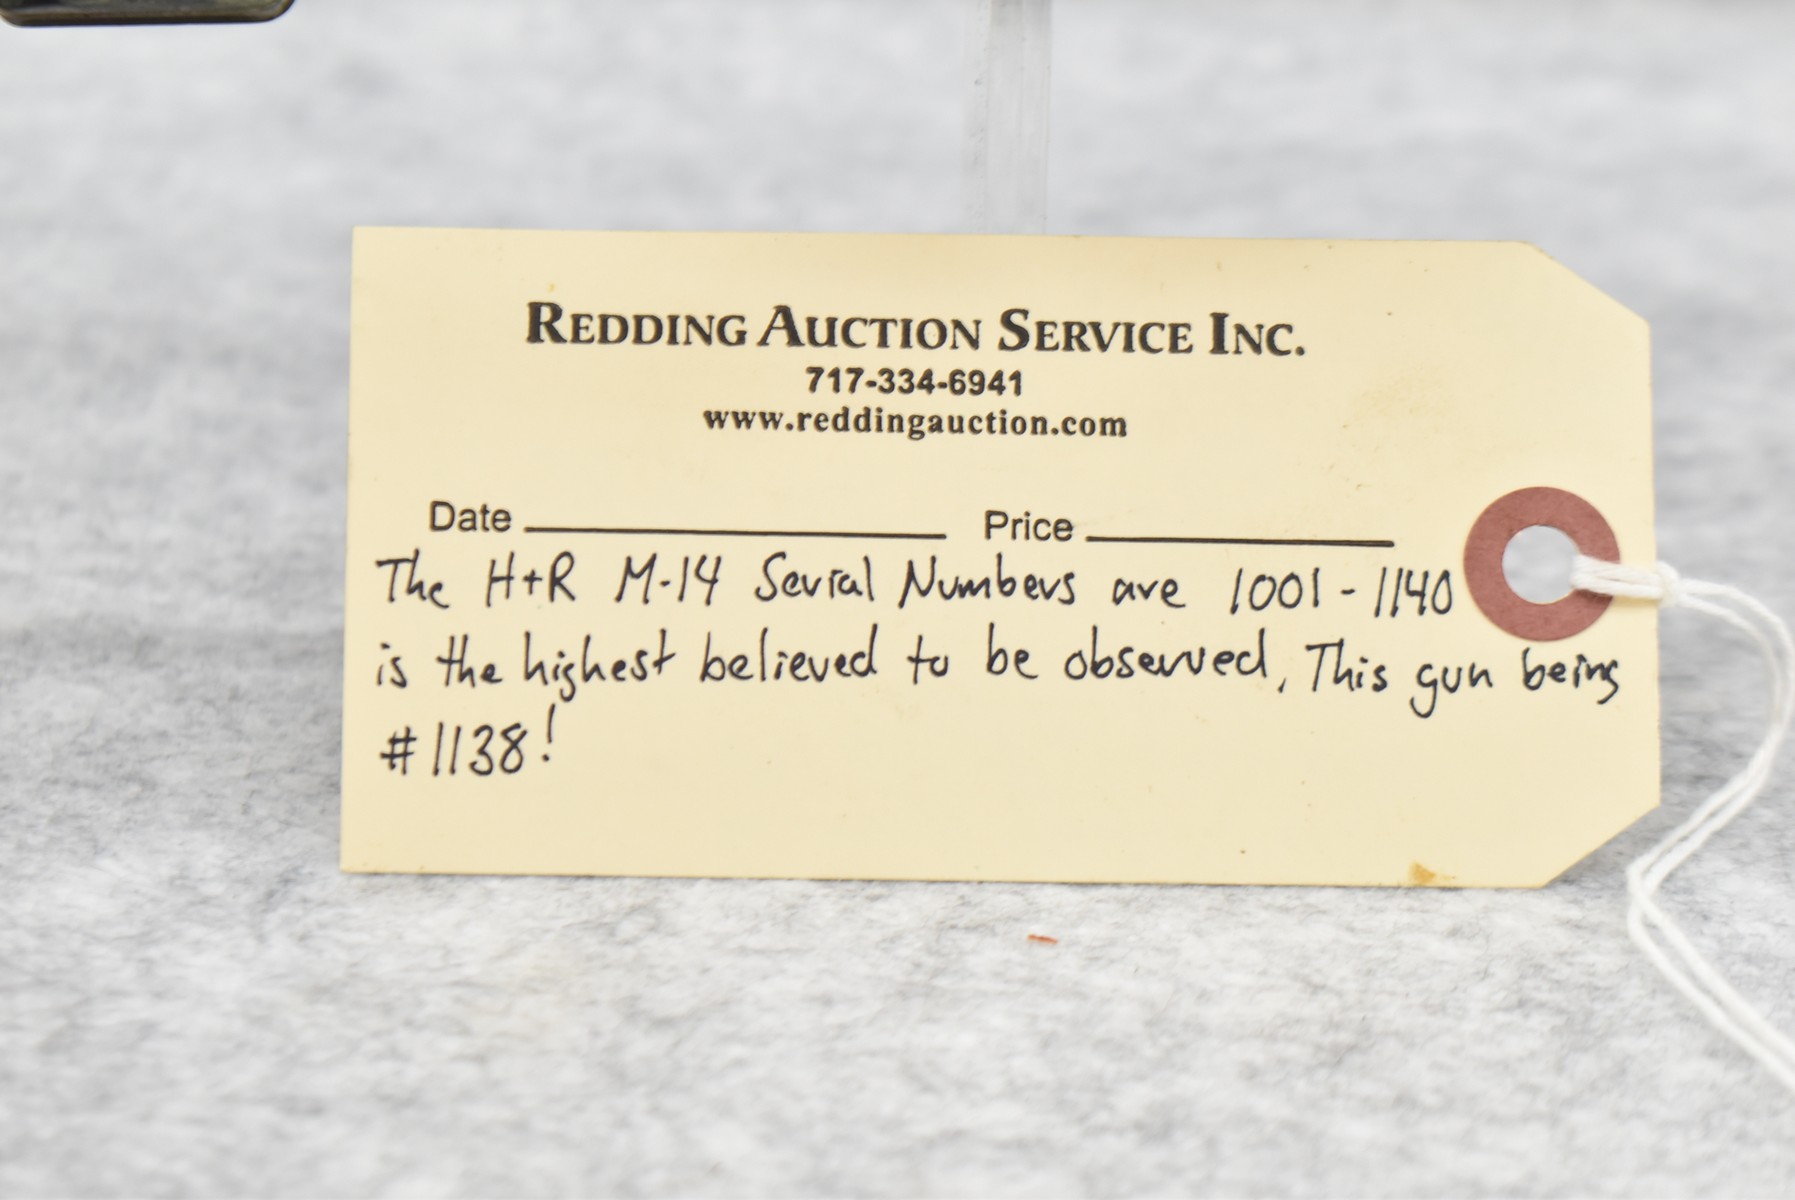 REDDING AUCTION SERVICE INC.
717-334-6941
www.reddingauction.com
Date Price
The H+R M-14 Serial Numbers are 1001-1140
is the highest believed to be observed, This gun being
#1138!